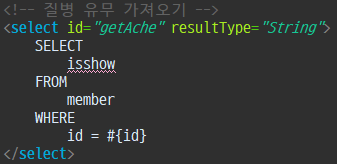 <!-- 질병 유무 가져오기 -->
<select id="getAche" resultType="String">
    SELECT
        isshow
    FROM
        member
    WHERE
        id = #{id}
</select>